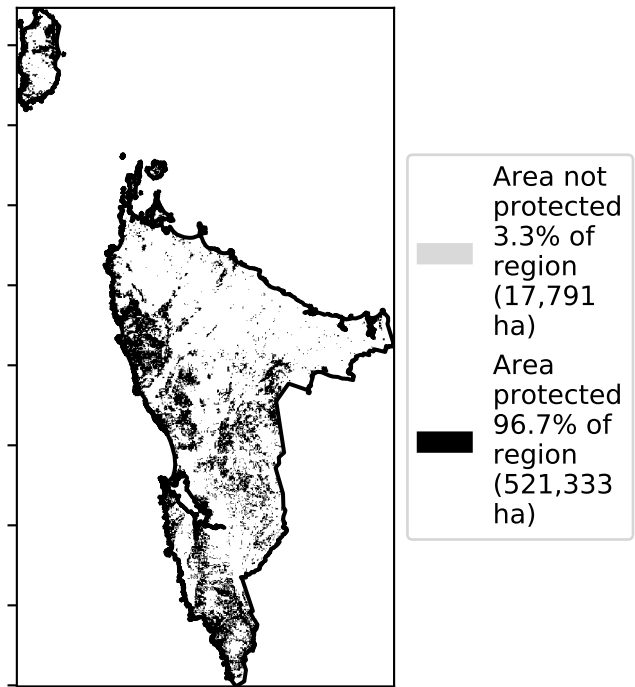 Area not
protected
3.3% of
region
(17,791
ha)
Area
protected
96.7% of
region
(521,333
ha)